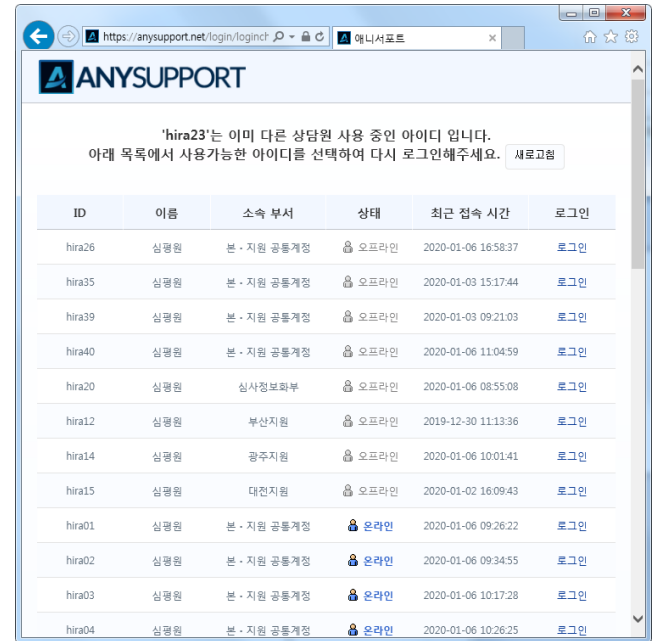 https://anysupport.net/login/loginch
애니서포트
ANYSUPPORT
'hira23'는 이미 다른 상담원 사용 중인 아이디 입니다.
아래 목록에서 사용가능한 아이디를 선택하여 다시 로그인해주세요. 새로고침
ID 이름 소속 부서 상태 최근 접속 시간 로그인
hira26 심평원 본 - 지원 공통계정 오프라인 2020-01-06 16:58:37 로그인
hira35 심평원 본 - 지원 공통계정 오프라인 2020-01-03 15:17:44 로그인
hira39 심평원 본 - 지원 공통계정 오프라인 2020-01-03 09:21:03 로그인
hira40 심평원 본 - 지원 공통계정 오프라인 2020-01-06 11:04:59 로그인
hira20 심평원 심사정보화부 오프라인 2020-01-06 08:55:08 로그인
hira12 심평원 부산지원 오프라인 2019-12-30 11:13:36 로그인
hira14 심평원 광주지원 오프라인 2020-01-06 10:01:41 로그인
hira15 심평원 대전지원 오프라인 2020-01-02 16:09:43 로그인
hira01 심평원 본 - 지원 공통계정 온라인 2020-01-06 09:26:22 로그인
hira02 심평원 본 - 지원 공통계정 온라인 2020-01-06 09:34:55 로그인
hira03 심평원 본 - 지원 공통계정 온라인 2020-01-06 10:17:28 로그인
hira04 심평원 본 - 지원 공통계정 온라인 2020-01-06 10:26:25 로그인